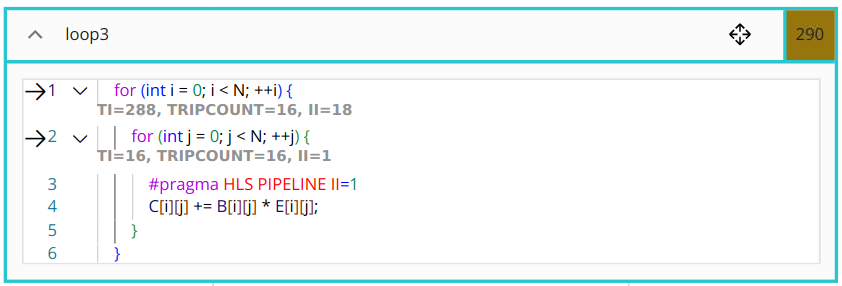 loop3 290
1 for (int i = 0; i < N; ++i) {
TI=288, TRIPCOUNT=16, II=18
2 for (int j = 0; j < N; ++j) {
TI=16, TRIPCOUNT=16, II=1
3 #pragma HLS PIPELINE II=1
4 C[i][j] += B[i][j] * E[i][j];
5 }
6 }